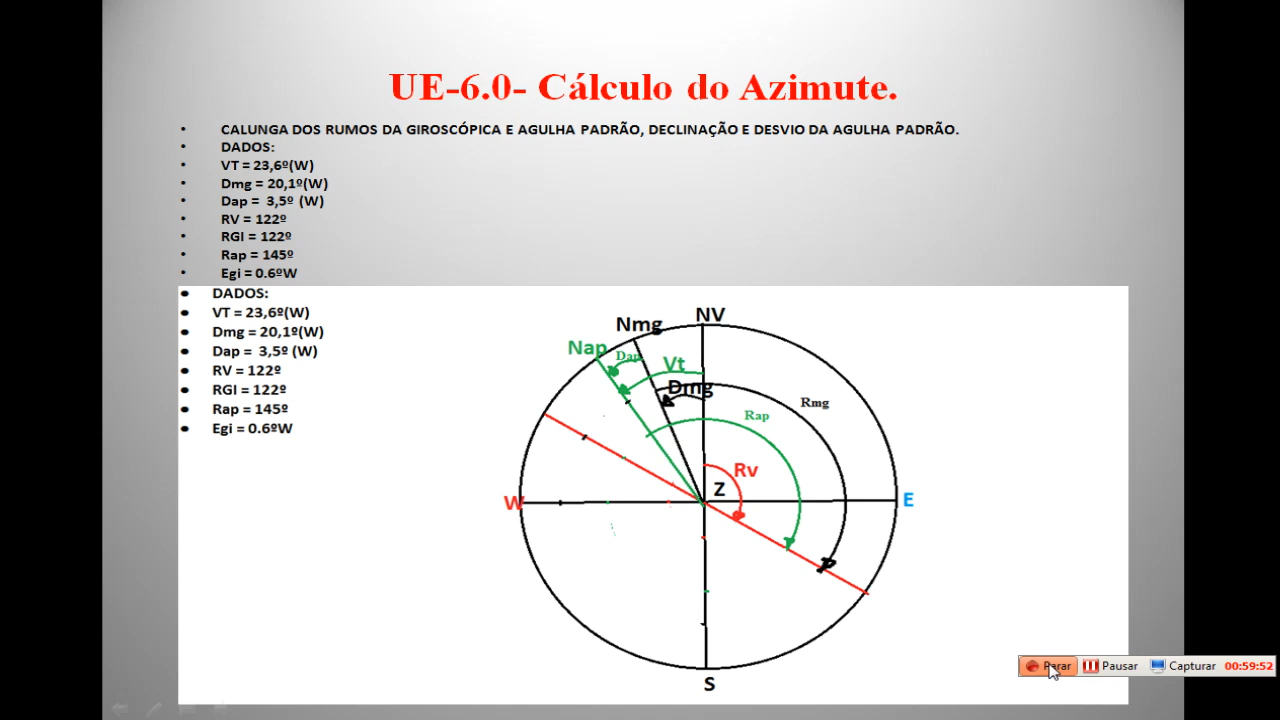 UE-6.0- Cálculo do Azimute.
• CALUNGA DOS RUMOS DA GIROSCÓPICA E AGULHA PADRÃO, DECLINAÇÃO E DESVIO DA AGULHA PADRÃO.
• DADOS:
• VT = 23,6º(W)
• Dmg = 20,1º(W)
• Dap = 3,5º (W)
• RV = 122º
• RGI = 122º
• Rap = 145º
• Egi = 0.6ºW
• DADOS:
• VT = 23,6º(W)
• Dmg = 20,1º(W)
• Dap = 3,5º (W)
• RV = 122º
• RGI = 122º
• Rap = 145º
• Egi = 0.6ºW
NV
Nmg
Nap
Dap
Vt
Dmg
Rmg
Rap
Rv
Z
W
E
S
Parar Pausar Capturar 00:59:52